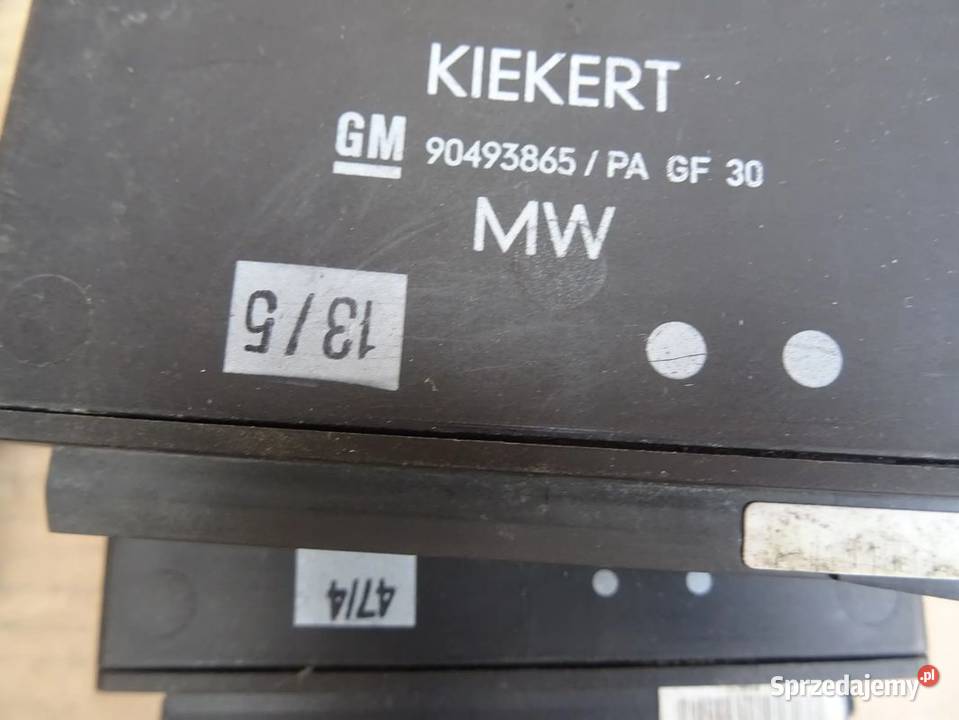 KIEKERT
GM 90493865 / PA GF 30
MW
13/5
47/4
Sprzedajemy.pl